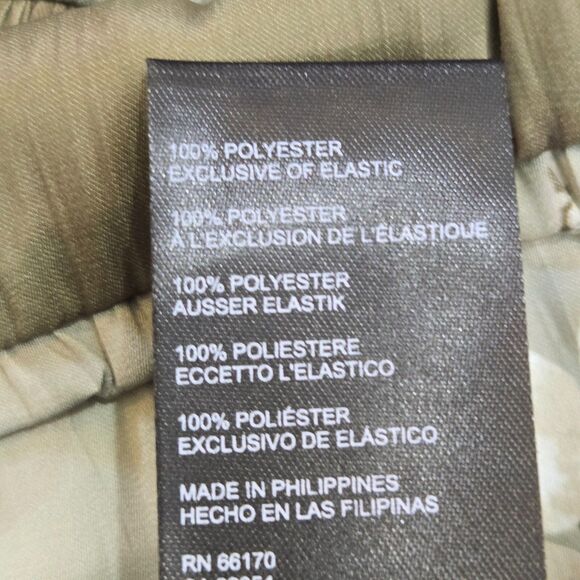 100% POLYESTER
EXCLUSIVE OF ELASTIC
100% POLYESTER
À L'EXCLUSION DE L'ÉLASTIQUE
100% POLYESTER
AUSSER ELASTIK
100% POLIESTERE
ECCETTO L'ELASTICO
100% POLIÉSTER
EXCLUSIVO DE ELÁSTICO
MADE IN PHILIPPINES
HECHO EN LAS FILIPINAS
RN 66170